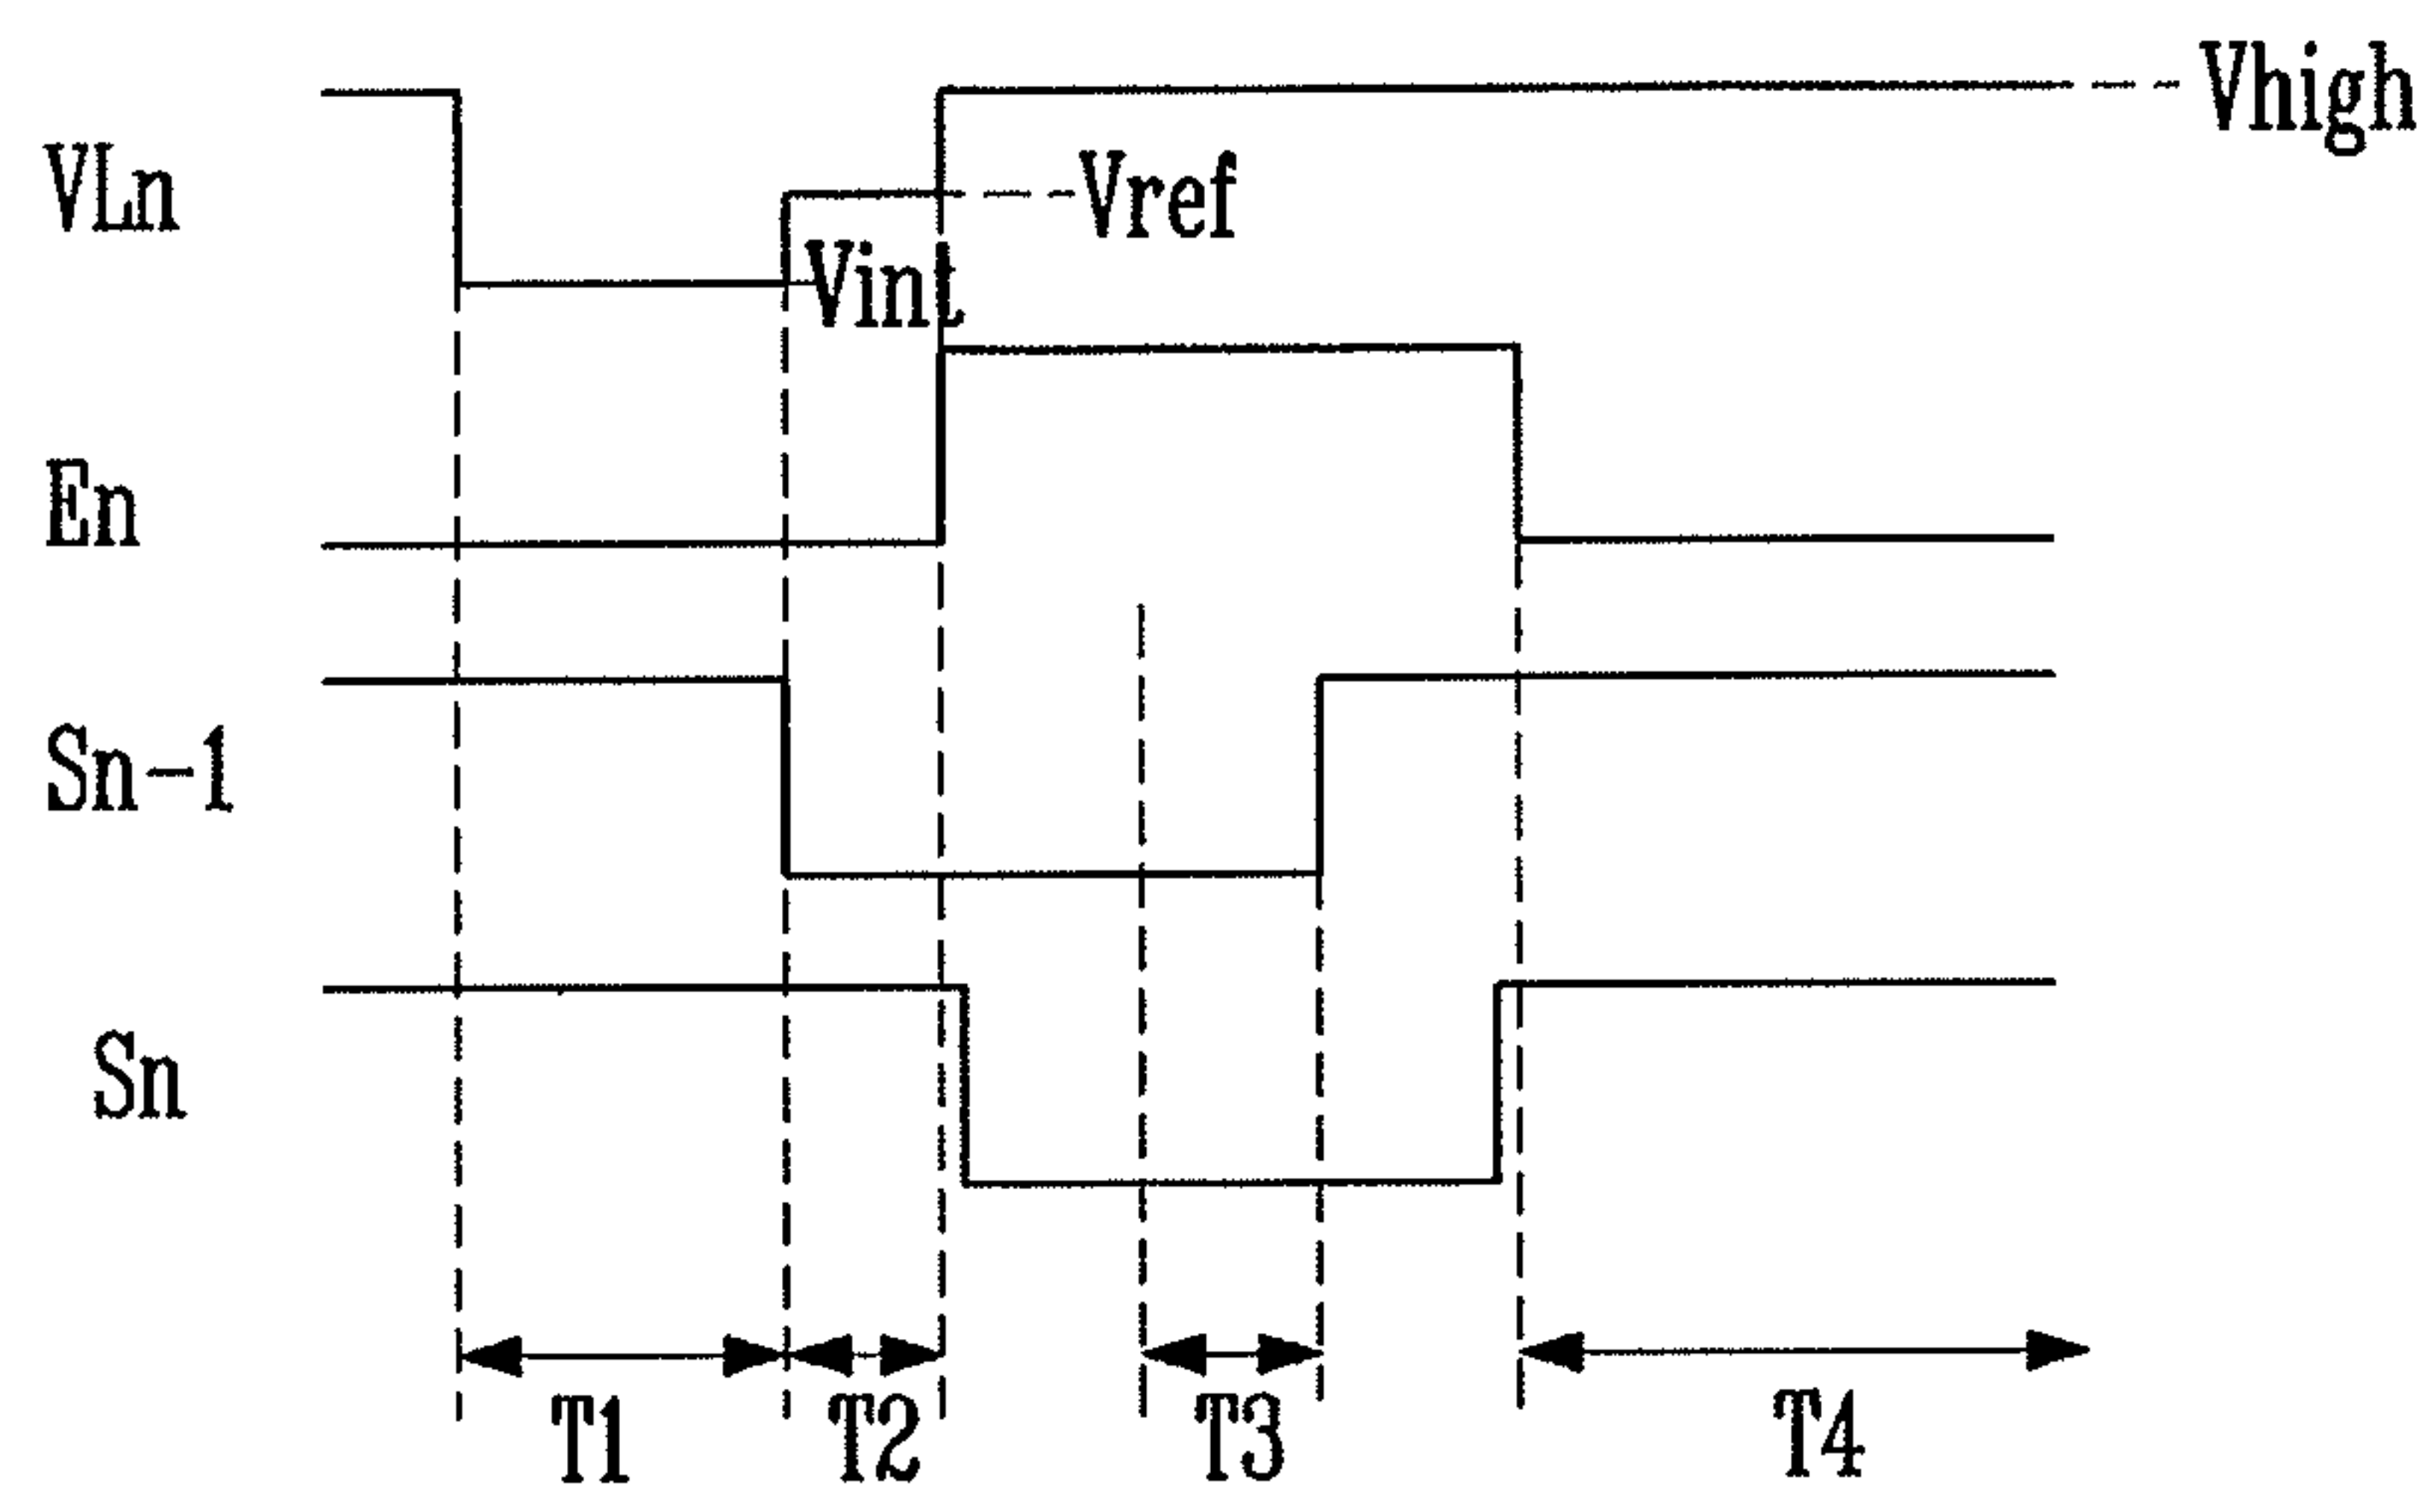 Vhigh
VLn
Vref
Vint
En
Sn-1
Sn
T1 T2 T3 T4